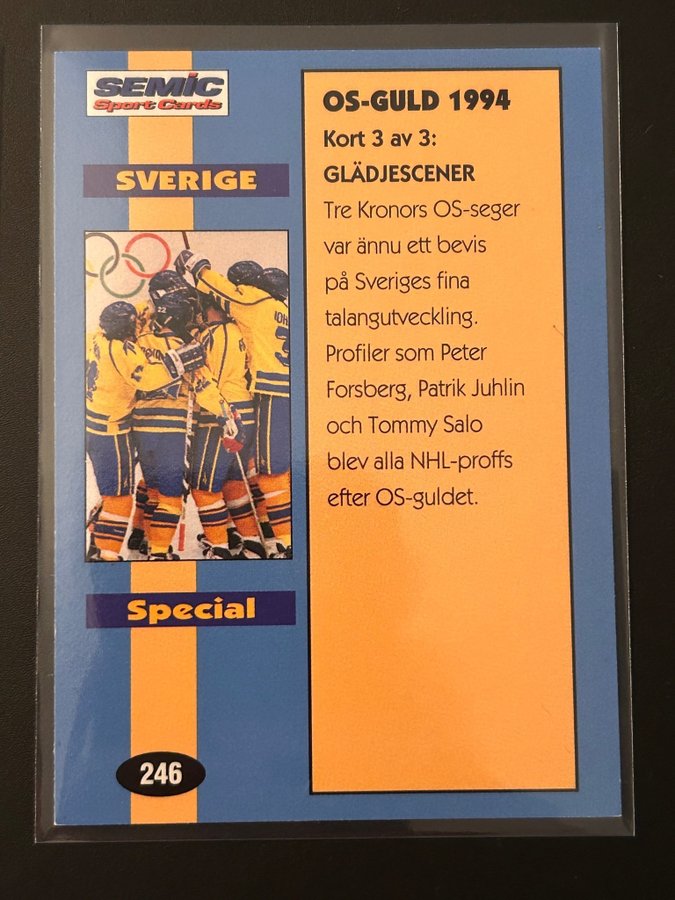 SEMIC
Sport Cards
SVERIGE
22
Special
246
OS-GULD 1994
Kort 3 av 3:
GLÄDJESCENER
Tre Kronors OS-seger
var ännu ett bevis
på Sveriges fina
talangutveckling.
Profiler som Peter
Forsberg, Patrik Juhlin
och Tommy Salo
blev alla NHL-proffs
efter OS-guldet.